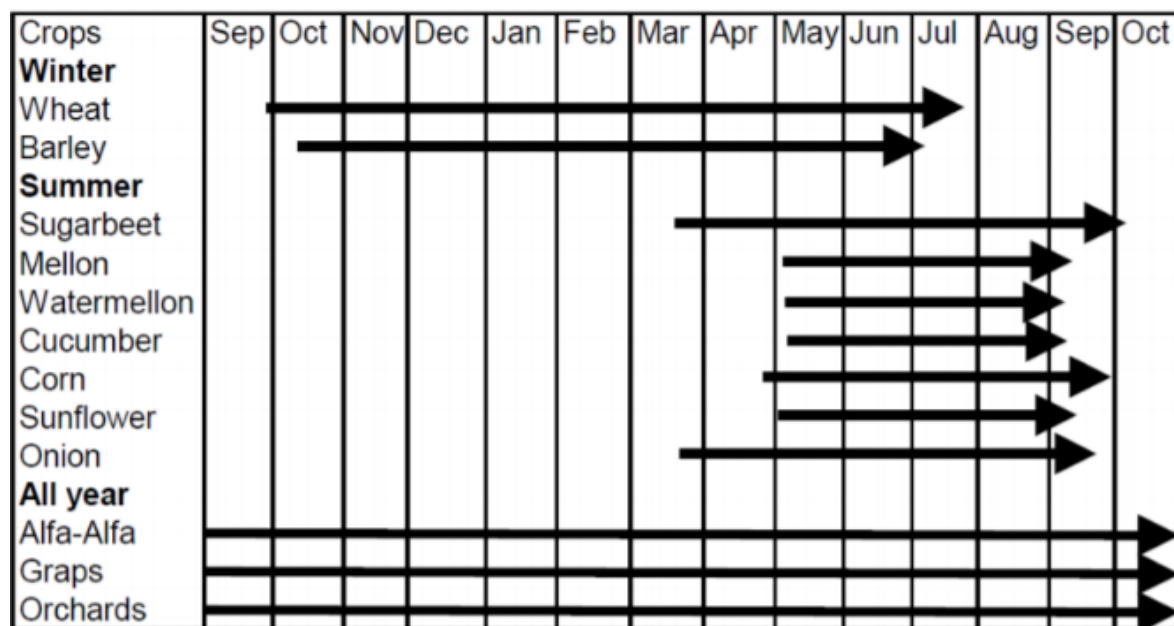 Crops Sep Oct Nov Dec Jan Feb Mar Apr May Jun Jul Aug Sep Oct
Winter
Wheat
Barley
Summer
Sugarbeet
Mellon
Watermellon
Cucumber
Corn
Sunflower
Onion
All year
Alfa-Alfa
Graps
Orchards